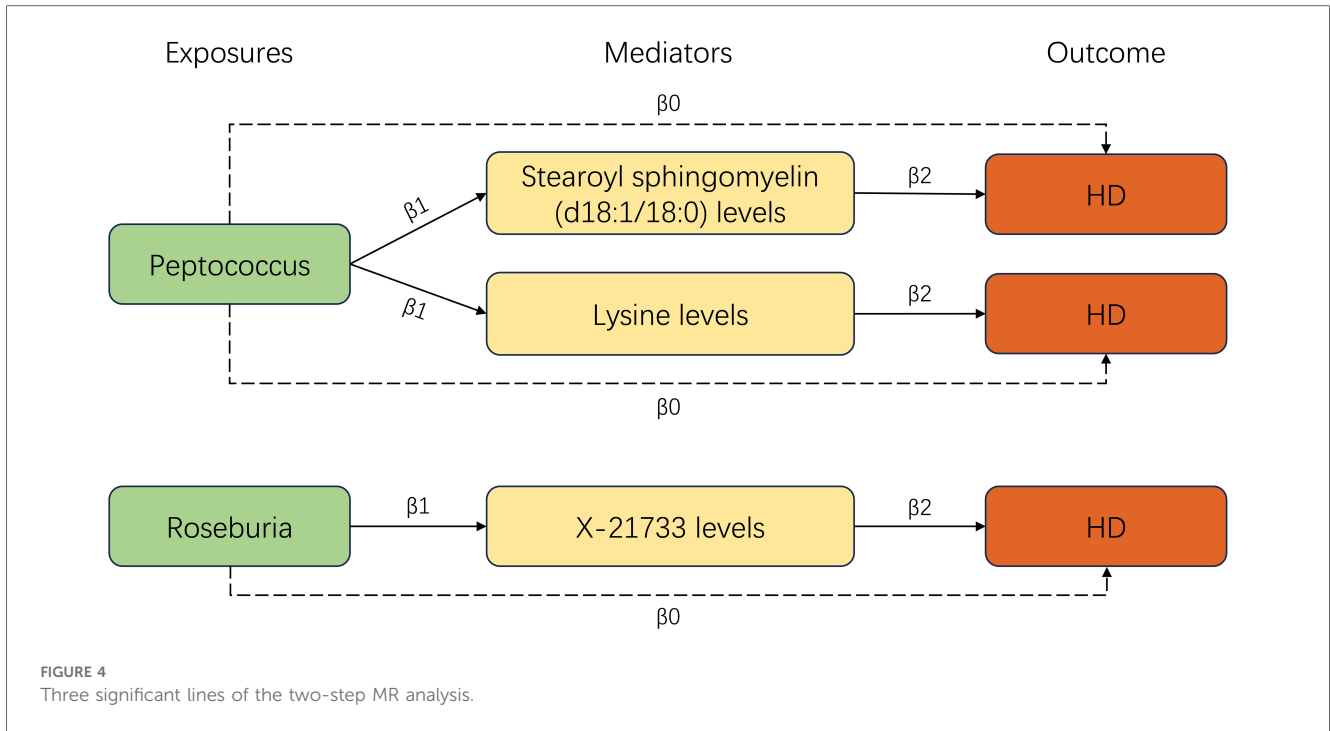 Exposures
Mediators
Outcome
β0
Stearoyl sphingomyelin
(d18:1/18:0) levels
β2
HD
β1
Peptococcus
β1
Lysine levels
β2
HD
β0
Roseburia
β1
X-21733 levels
β2
HD
β0
FIGURE 4
Three significant lines of the two-step MR analysis.